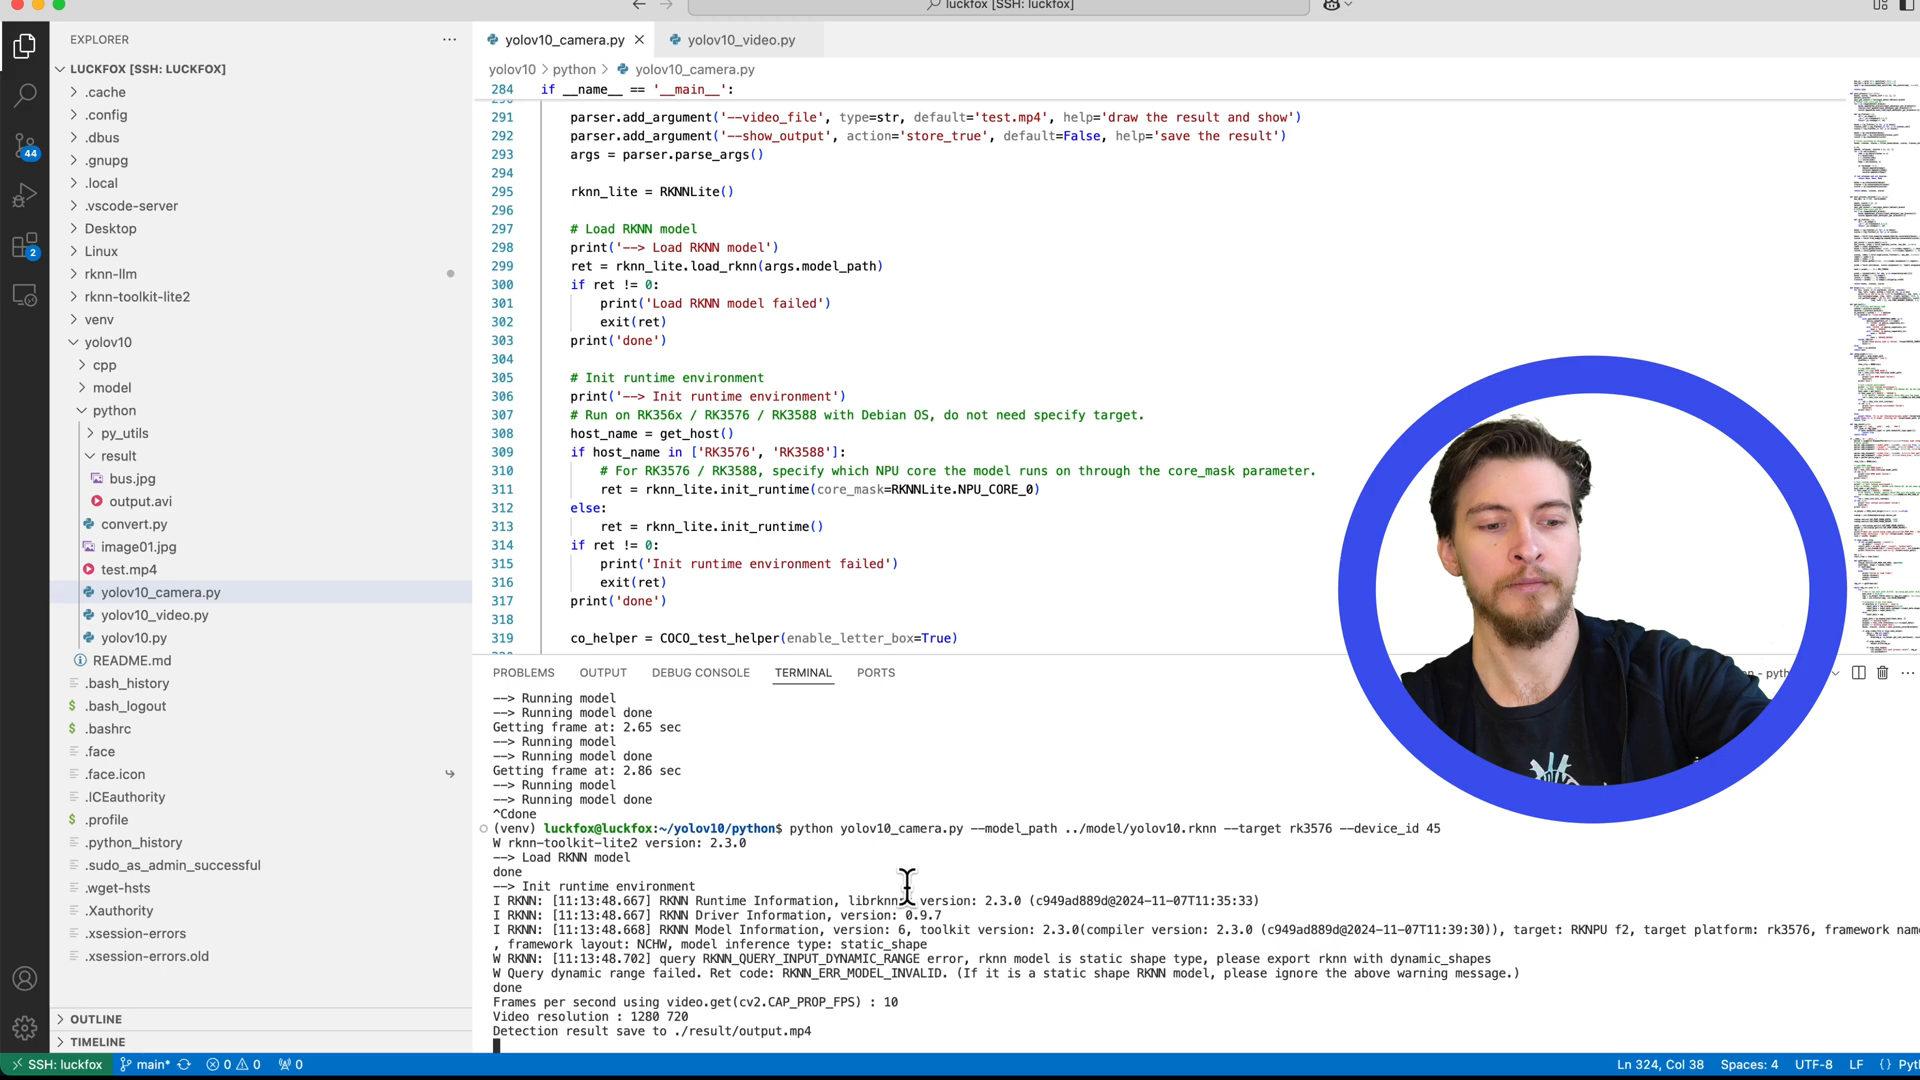 luckfox [SSH: luckfox]
EXPLORER
LUCKFOX [SSH: LUCKFOX]
.cache
.config
.dbus
.gnupg
.local
.vscode-server
Desktop
Linux
rknn-llm
rknn-toolkit-lite2
venv
yolov10
cpp
model
python
py_utils
result
bus.jpg
output.avi
convert.py
image01.jpg
test.mp4
yolov10_camera.py
yolov10_video.py
yolov10.py
README.md
.bash_history
.bash_logout
.bashrc
.face
.face.icon
.ICEauthority
.profile
.python_history
.sudo_as_admin_successful
.wget-hsts
.Xauthority
.xsession-errors
.xsession-errors.old
OUTLINE
TIMELINE
44
2
yolov10_camera.py
yolov10_video.py
yolov10 > python > yolov10_camera.py
284 if __name__ == '__main__':
291 parser.add_argument('--video_file', type=str, default='test.mp4', help='draw the result and show')
292 parser.add_argument('--show_output', action='store_true', default=False, help='save the result')
293 args = parser.parse_args()
294
295 rknn_lite = RKNNLite()
296
297 # Load RKNN model
298 print('--> Load RKNN model')
299 ret = rknn_lite.load_rknn(args.model_path)
300 if ret != 0:
301 print('Load RKNN model failed')
302 exit(ret)
303 print('done')
304
305 # Init runtime environment
306 print('--> Init runtime environment')
307 # Run on RK356x / RK3576 / RK3588 with Debian OS, do not need specify target.
308 host_name = get_host()
309 if host_name in ['RK3576', 'RK3588']:
310 # For RK3576 / RK3588, specify which NPU core the model runs on through the core_mask parameter.
311 ret = rknn_lite.init_runtime(core_mask=RKNNLite.NPU_CORE_0)
312 else:
313 ret = rknn_lite.init_runtime()
314 if ret != 0:
315 print('Init runtime environment failed')
316 exit(ret)
317 print('done')
318
319 co_helper = COCO_test_helper(enable_letter_box=True)
PROBLEMS OUTPUT DEBUG CONSOLE TERMINAL PORTS
--> Running model
--> Running model done
Getting frame at: 2.65 sec
--> Running model
--> Running model done
Getting frame at: 2.86 sec
--> Running model
--> Running model done
^Cdone
(venv) luckfox@luckfox:~/yolov10/python$ python yolov10_camera.py --model_path ../model/yolov10.rknn --target rk3576 --device_id 45
W rknn-toolkit-lite2 version: 2.3.0
--> Load RKNN model
done
--> Init runtime environment
I RKNN: [11:13:48.667] RKNN Runtime Information, librknn version: 2.3.0 (c949ad889d@2024-11-07T11:35:33)
I RKNN: [11:13:48.667] RKNN Driver Information, version: 0.9.7
I RKNN: [11:13:48.668] RKNN Model Information, version: 6, toolkit version: 2.3.0(compiler version: 2.3.0 (c949ad889d@2024-11-07T11:39:30)), target: RKNPU f2, target platform: rk3576, framework nam
, framework layout: NCHW, model inference type: static_shape
W RKNN: [11:13:48.702] query RKNN_QUERY_INPUT_DYNAMIC_RANGE error, rknn model is static shape type, please export rknn with dynamic_shapes
W Query dynamic range failed. Ret code: RKNN_ERR_MODEL_INVALID. (If it is a static shape RKNN model, please ignore the above warning message.)
done
Frames per second using video.get(cv2.CAP_PROP_FPS) : 10
Video resolution : 1280 720
Detection result save to ./result/output.mp4
SSH: luckfox main* 0 0 0 Ln 324, Col 38 Spaces: 4 UTF-8 LF { } Pyt